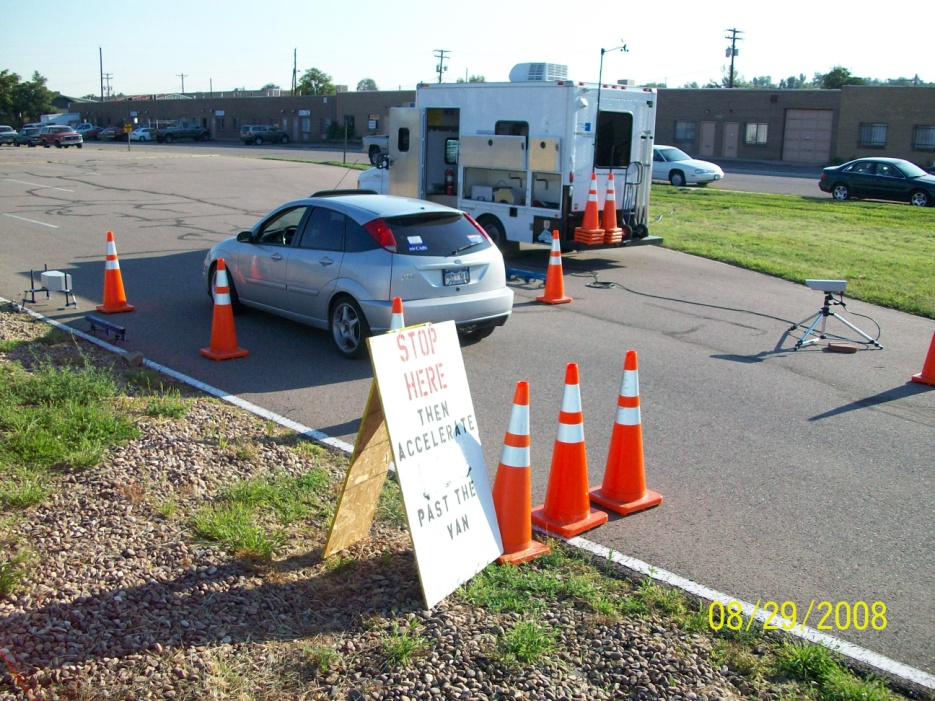 STOP
HERE
THEN
ACCELERATE
PAST THE
VAN
08/29/2008